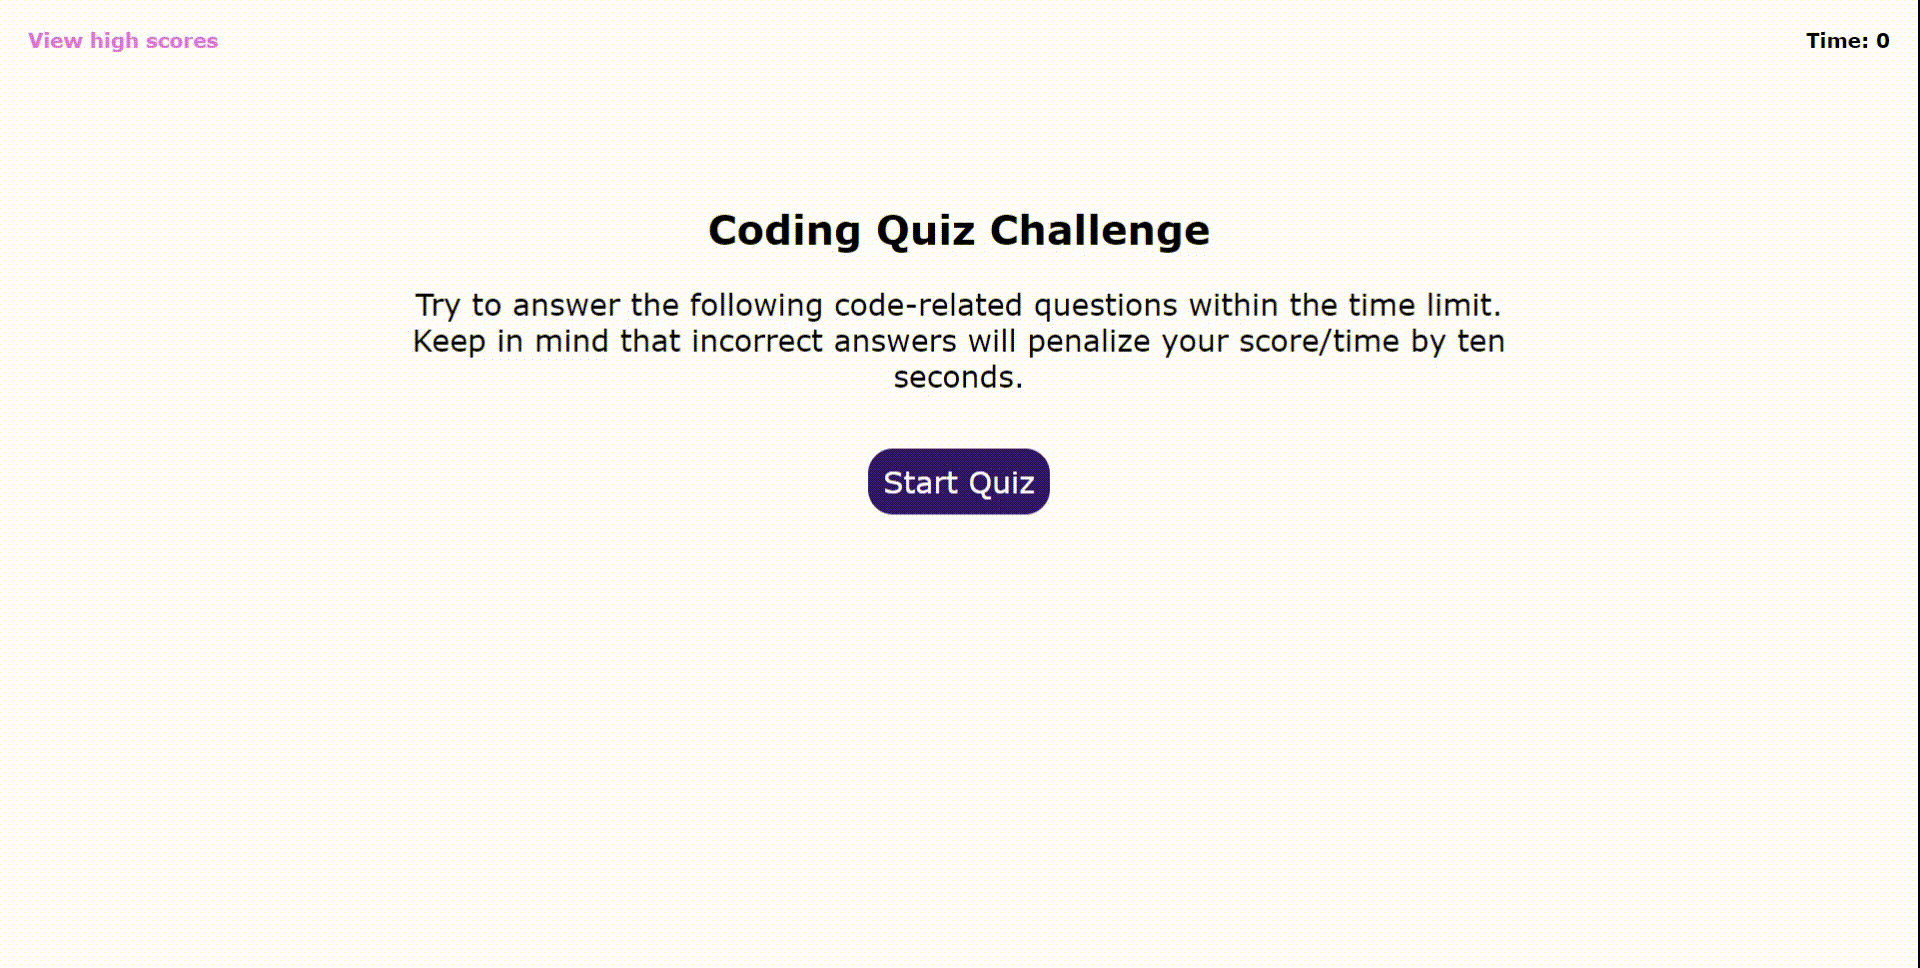 View high scores
Time: 0
Coding Quiz Challenge
Try to answer the following code-related questions within the time limit.
Keep in mind that incorrect answers will penalize your score/time by ten
seconds.
Start Quiz